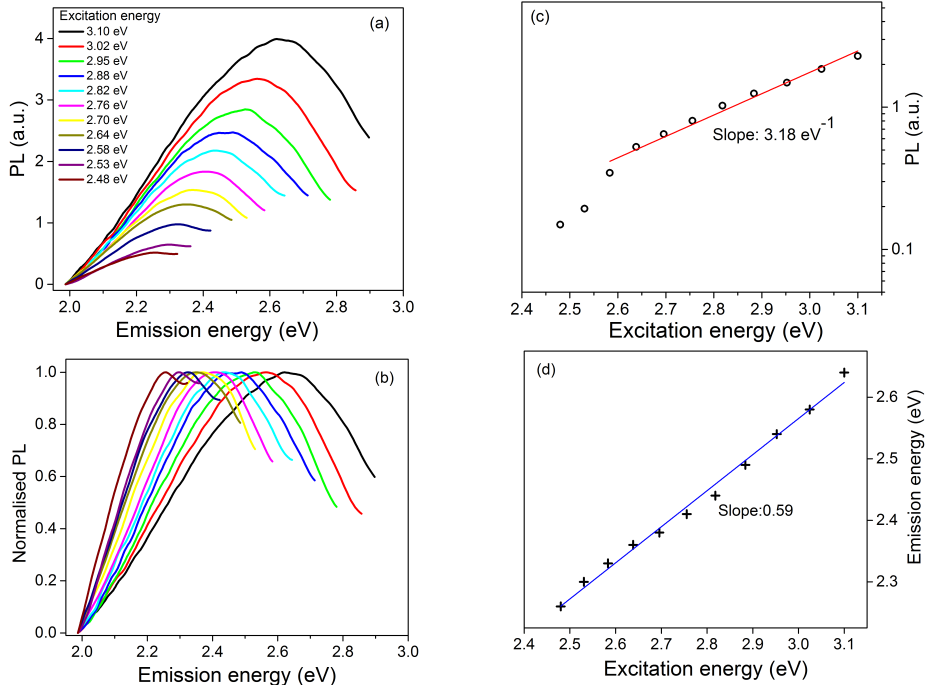 (a)
Excitation energy
3.10 eV
3.02 eV
2.95 eV
2.88 eV
2.82 eV
2.76 eV
2.70 eV
2.64 eV
2.58 eV
2.53 eV
2.48 eV
PL (a.u.)
4
3
2
1
0
2.0 2.2 2.4 2.6 2.8 3.0
Emission energy (eV)
(c)
Slope: 3.18 eV⁻¹
PL (a.u.)
1
0.1
2.4 2.5 2.6 2.7 2.8 2.9 3.0 3.1
Excitation energy (eV)
(b)
Normalised PL
1.0
0.8
0.6
0.4
0.2
0.0
2.0 2.2 2.4 2.6 2.8 3.0
Emission energy (eV)
(d)
Slope:0.59
Emission energy (eV)
2.6
2.5
2.4
2.3
2.4 2.5 2.6 2.7 2.8 2.9 3.0 3.1
Excitation energy (eV)